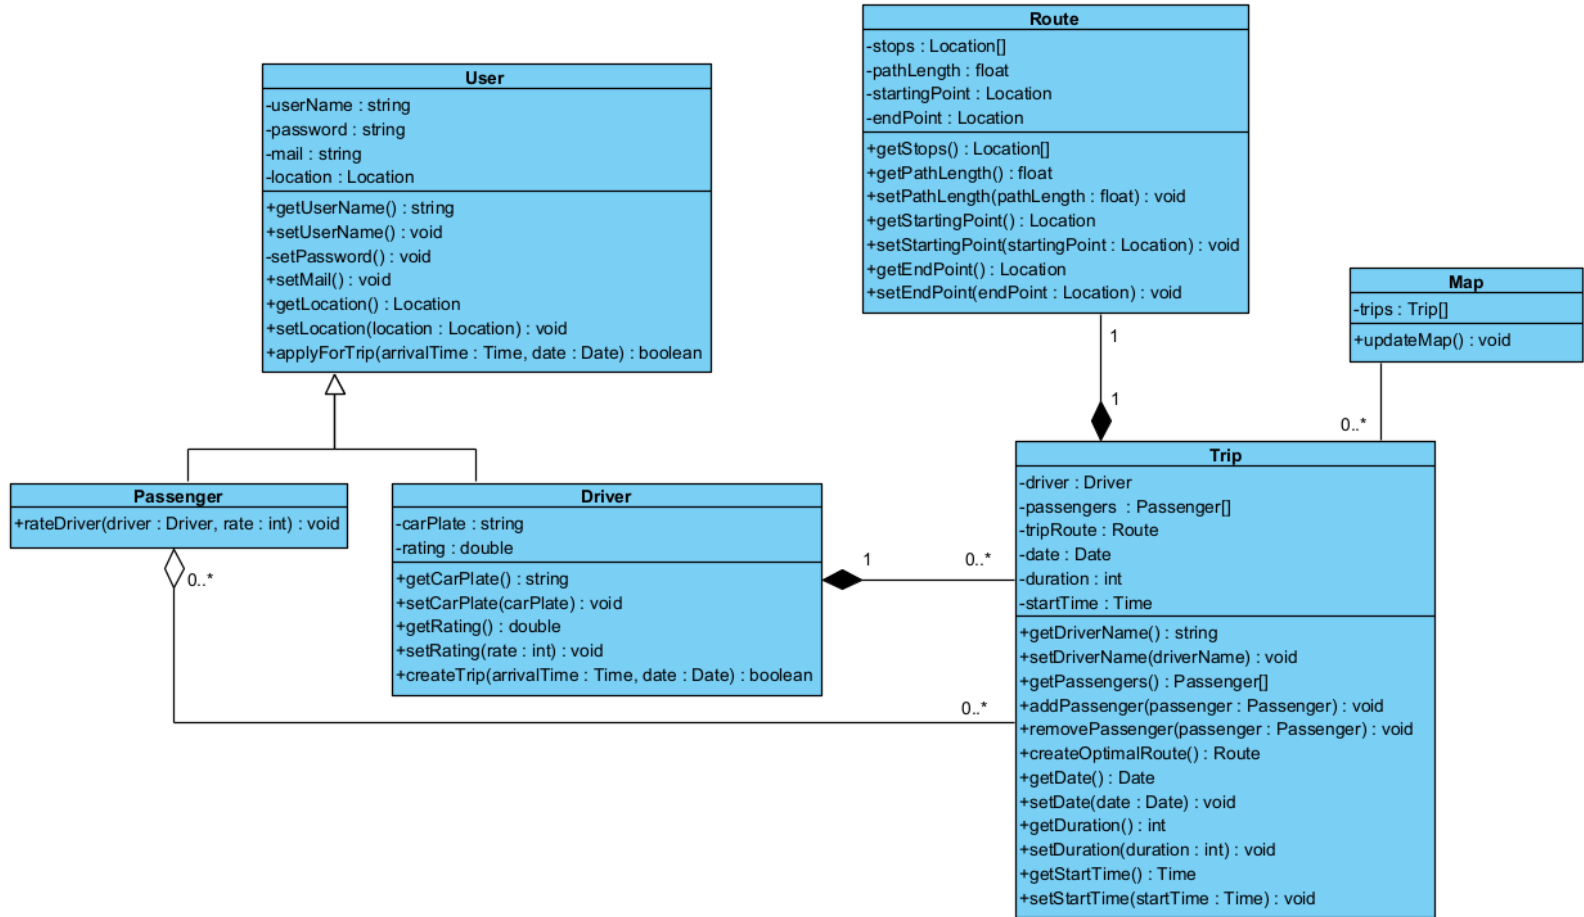 User
-userName : string
-password : string
-mail : string
-location : Location
+getUserName() : string
+setUserName() : void
-setPassword() : void
+setMail() : void
+getLocation() : Location
+setLocation(location : Location) : void
+applyForTrip(arrivalTime : Time, date : Date) : boolean
Route
-stops : Location[]
-pathLength : float
-startingPoint : Location
-endPoint : Location
+getStops() : Location[]
+getPathLength() : float
+setPathLength(pathLength : float) : void
+getStartingPoint() : Location
+setStartingPoint(startingPoint : Location) : void
+getEndPoint() : Location
+setEndPoint(endPoint : Location) : void
Map
-trips : Trip[]
+updateMap() : void
1
1
0..*
Passenger
+rateDriver(driver : Driver, rate : int) : void
0..*
Driver
-carPlate : string
-rating : double
+getCarPlate() : string
+setCarPlate(carPlate) : void
+getRating() : double
+setRating(rate : int) : void
+createTrip(arrivalTime : Time, date : Date) : boolean
1
0..*
0..*
Trip
-driver : Driver
-passengers : Passenger[]
-tripRoute : Route
-date : Date
-duration : int
-startTime : Time
+getDriverName() : string
+setDriverName(driverName) : void
+getPassengers() : Passenger[]
+addPassenger(passenger : Passenger) : void
+removePassenger(passenger : Passenger) : void
+createOptimalRoute() : Route
+getDate() : Date
+setDate(date : Date) : void
+getDuration() : int
+setDuration(duration : int) : void
+getStartTime() : Time
+setStartTime(startTime : Time) : void